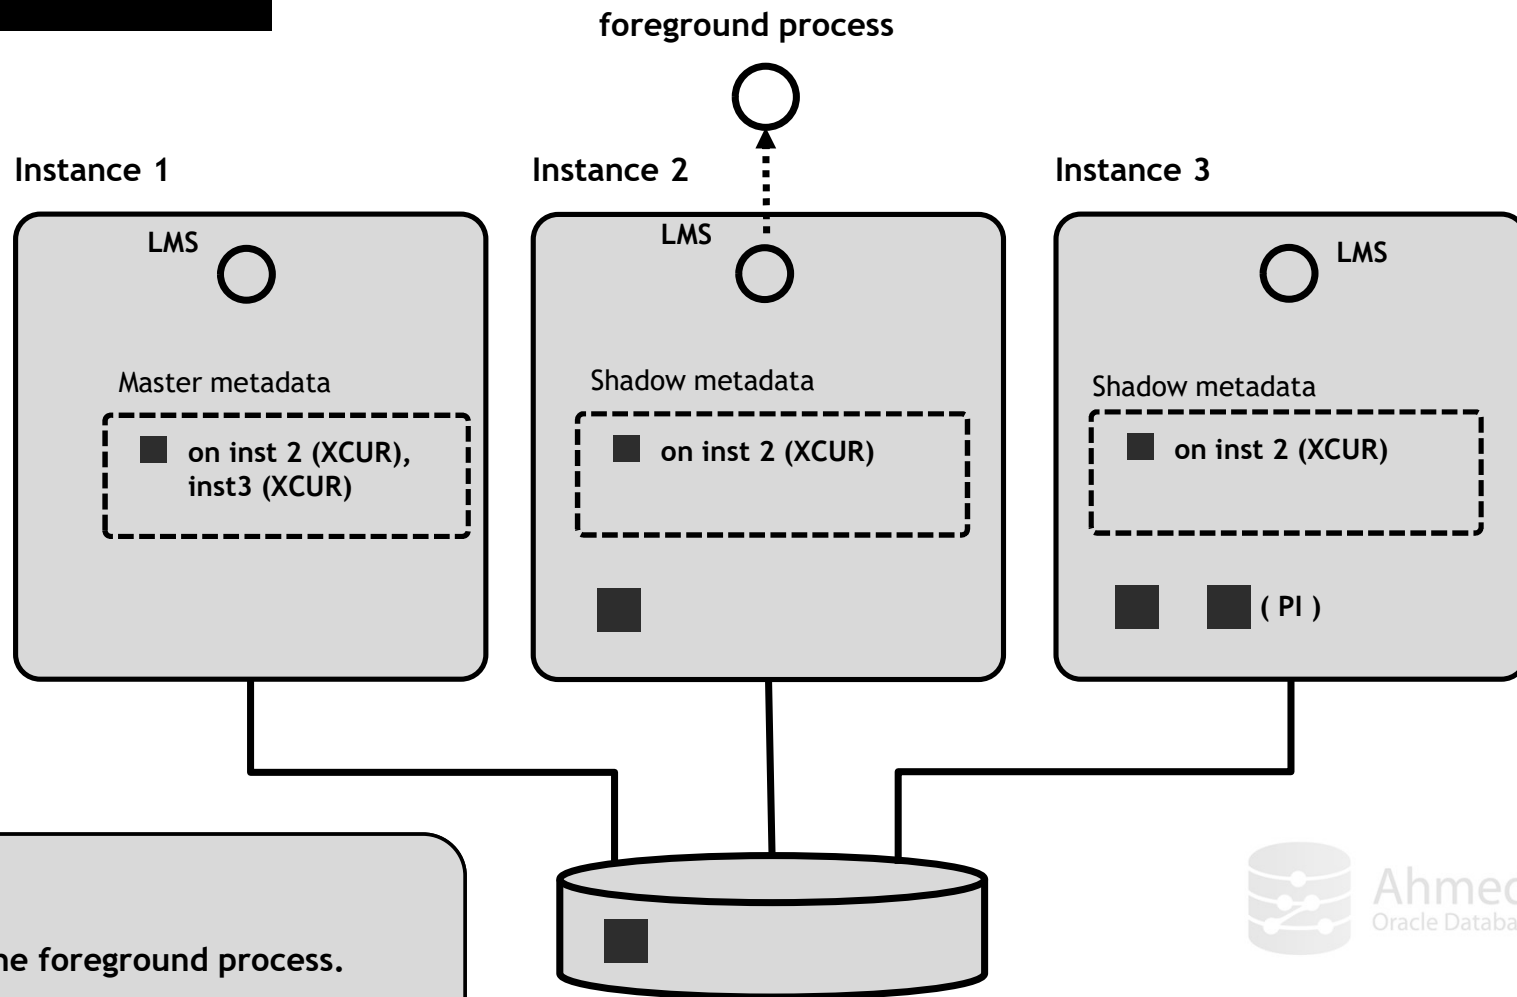 foreground process
Instance 1
Instance 2
Instance 3
LMS
LMS
LMS
Master metadata
Shadow metadata
Shadow metadata
on inst 2 (XCUR),
inst3 (XCUR)
on inst 2 (XCUR)
on inst 2 (XCUR)
( PI )
foreground process.
Oracle